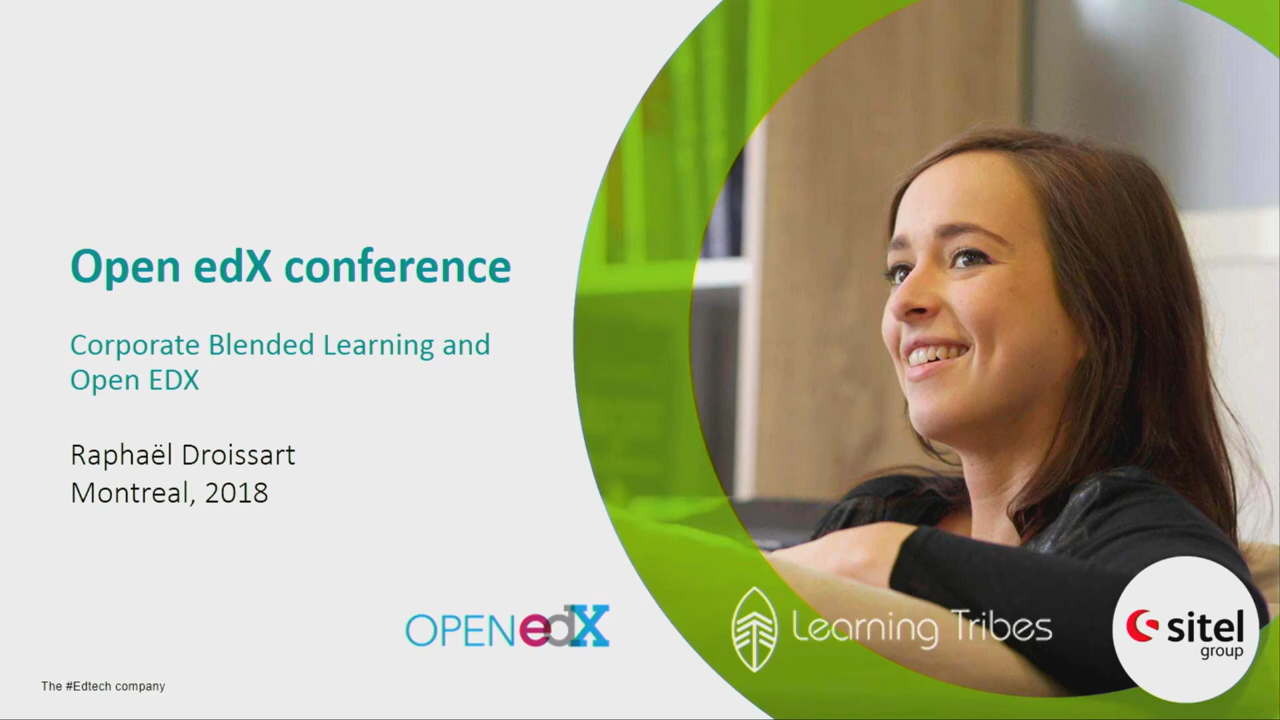 Open edX conference
Corporate Blended Learning and
Open EDX
Raphaël Droissart
Montreal, 2018
OPENedX
Learning Tribes
sitel
group
The #Edtech company